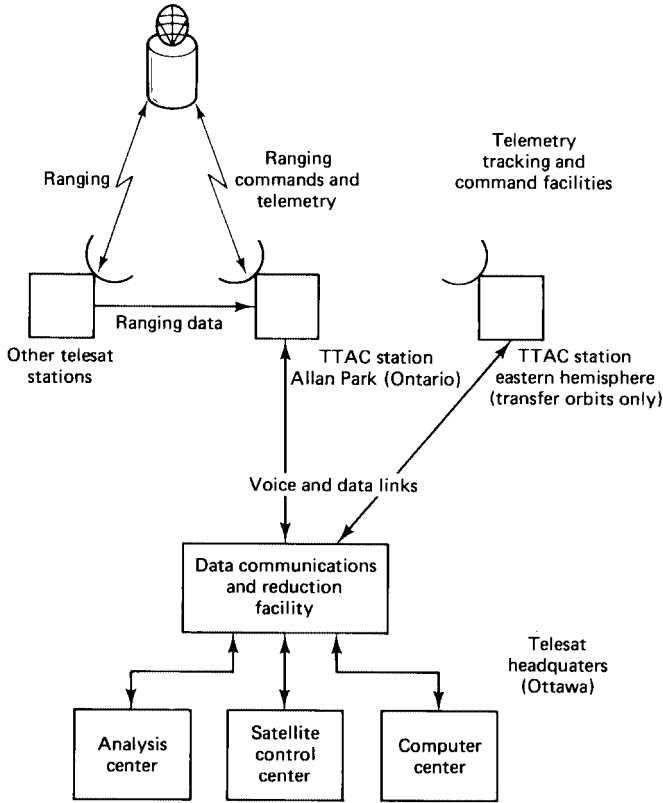 Ranging
Ranging
commands and
telemetry
Telemetry
tracking and
command facilities
Ranging data
Other telesat
stations
TTAC station
Allan Park (Ontario)
TTAC station
eastern hemisphere
(transfer orbits only)
Voice and data links
Data communications
and reduction
facility
Telesat
headquaters
(Ottawa)
Analysis
center
Satellite
control
center
Computer
center